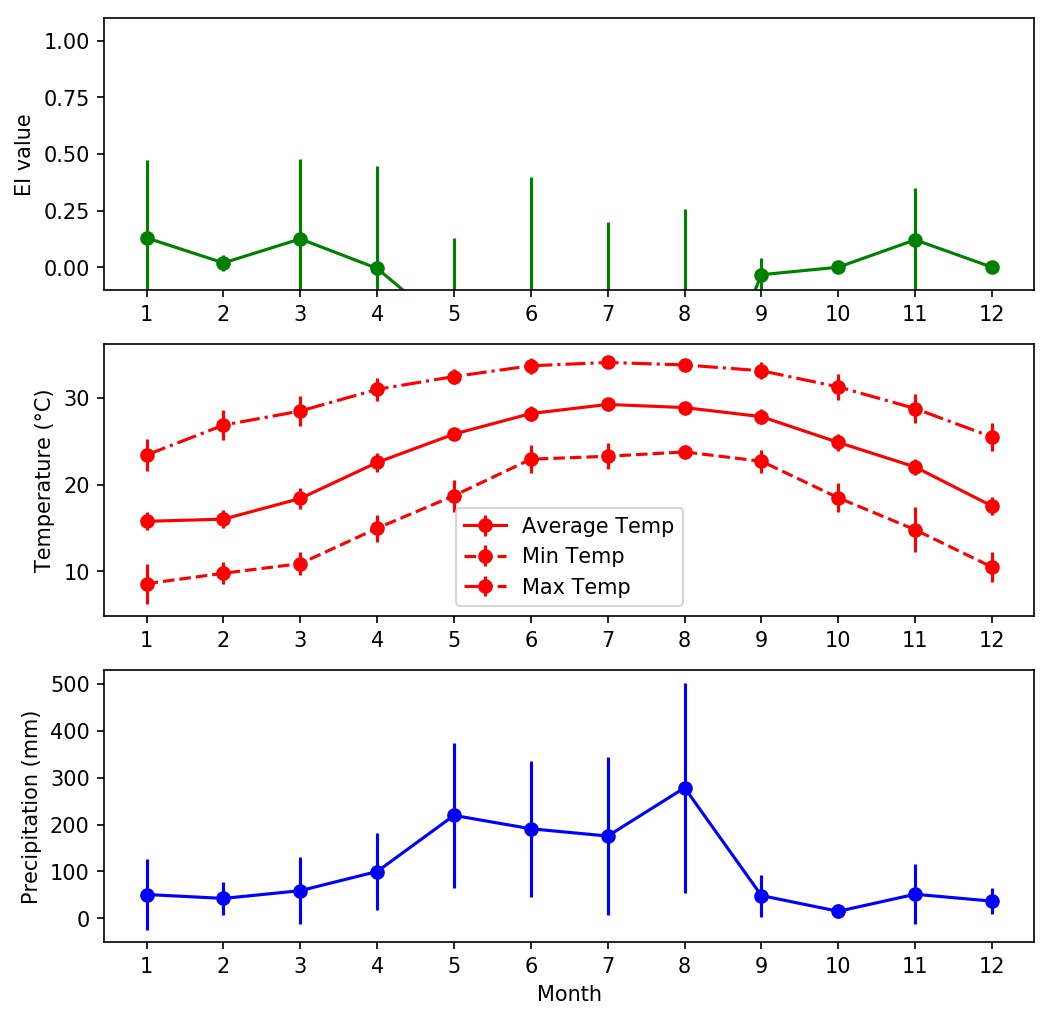 EI value
1.00
0.75
0.50
0.25
0.00
1 2 3 4 5 6 7 8 9 10 11 12
Temperature (°C)
30
20
10
Average Temp
Min Temp
Max Temp
1 2 3 4 5 6 7 8 9 10 11 12
Precipitation (mm)
500
400
300
200
100
0
1 2 3 4 5 6 7 8 9 10 11 12
Month